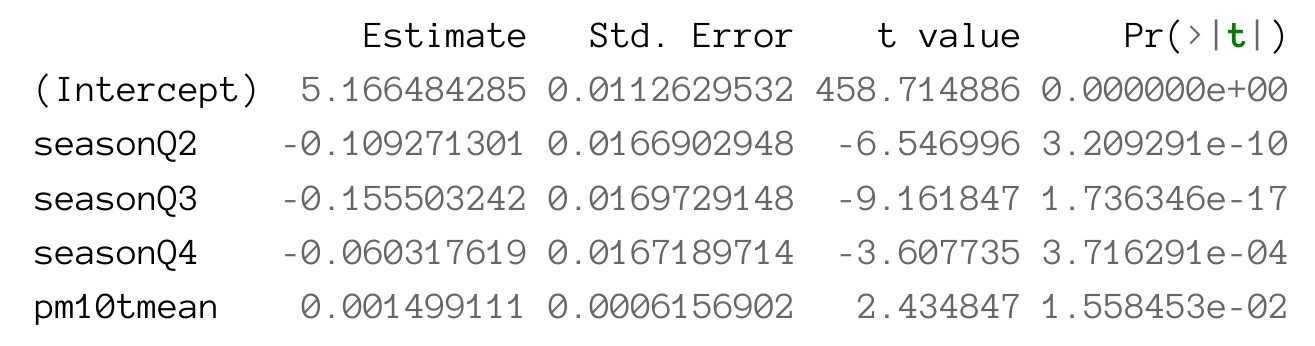 Estimate Std. Error t value Pr(>|t|)
(Intercept) 5.166484285 0.0112629532 458.714886 0.000000e+00
seasonQ2 -0.109271301 0.0166902948 -6.546996 3.209291e-10
seasonQ3 -0.155503242 0.0169729148 -9.161847 1.736346e-17
seasonQ4 -0.060317619 0.0167189714 -3.607735 3.716291e-04
pm10tmean 0.001499111 0.0006156902 2.434847 1.558453e-02